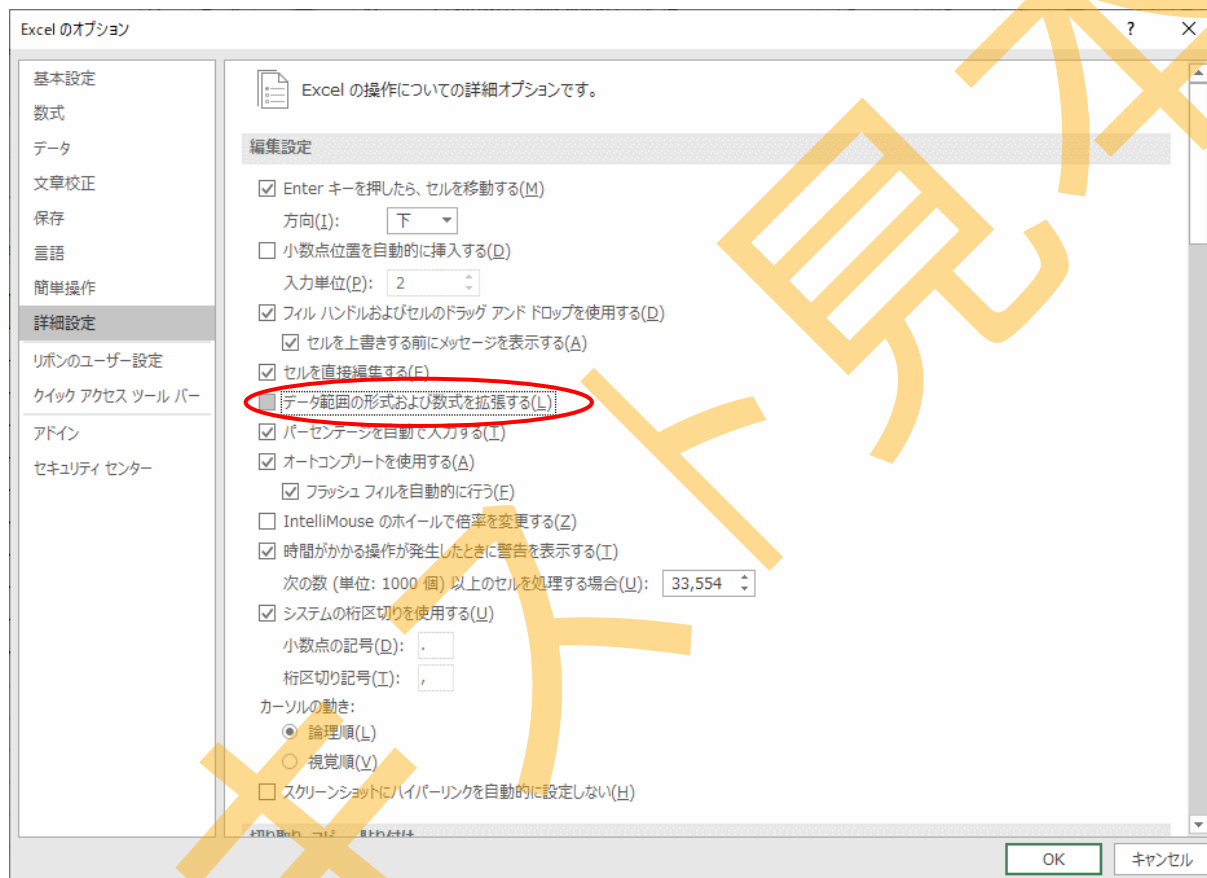 Excel のオプション
?
基本設定
数式
データ
文章校正
保存
言語
簡単操作
詳細設定
リボンのユーザー設定
クイック アクセス ツール バー
アドイン
セキュリティ センター
Excel の操作についての詳細オプションです。
編集設定
Enter キーを押したら、セルを移動する(M)
方向(I): 下
小数点位置を自動的に挿入する(D)
入力単位(P): 2
フィル ハンドルおよびセルのドラッグ アンド ドロップを使用する(D)
セルを上書きする前にメッセージを表示する(A)
セルを直接編集する(E)
データ範囲の形式および数式を拡張する(L)
パーセンテージを自動で入力する(T)
オートコンプリートを使用する(A)
フラッシュ フィルを自動的に行う(F)
IntelliMouse のホイールで倍率を変更する(Z)
時間がかかる操作が発生したときに警告を表示する(T)
次の数 (単位: 1000 個) 以上のセルを処理する場合(U): 33,554
システムの桁区切りを使用する(U)
小数点の記号(D): .
桁区切り記号(T): ,
カーソルの動き:
論理順(L)
視覚順(V)
スクリーンショットにハイパーリンクを自動的に設定しない(H)
切り取り、コピー、貼り付け
OK
キャンセル
キスト見本